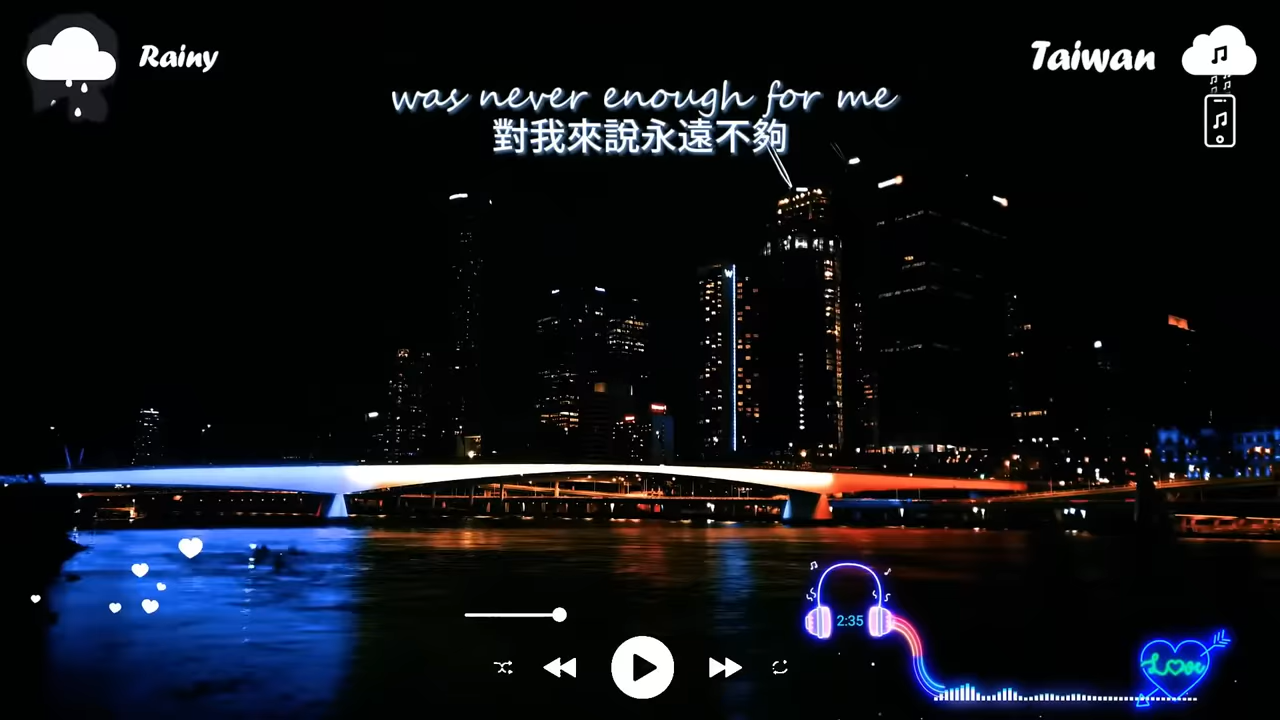 Rainy
Taiwan
was never enough for me
對我來說永遠不夠
W
2:35
Love